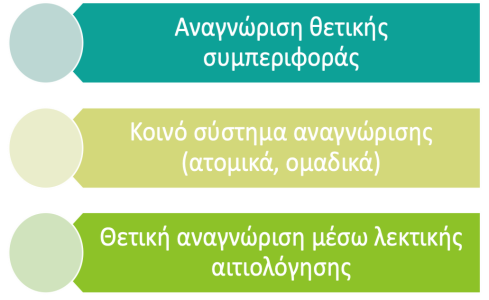 Αναγνώριση θετικής
συμπεριφοράς
Κοινό σύστημα αναγνώρισης
(ατομικά, ομαδικά)
Θετική αναγνώριση μέσω λεκτικής
αιτιολόγησης